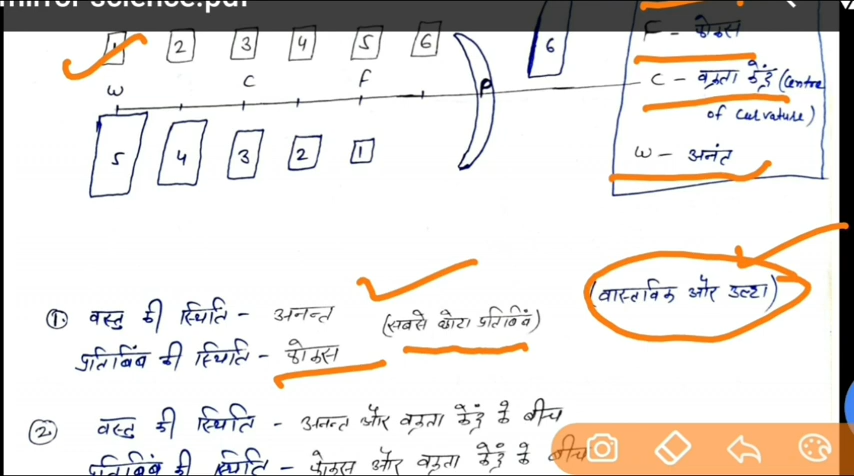 mirror science.pdf
1 2 3 4 5 6
6
F - फोकस
W C F P
C - वक्रता केंद्र (Centre
of curvature)
5 4 3 2 1
W - अनंत
(वास्तविक और उल्टा)
① वस्तु की स्थिति - अनन्त (सबसे छोटा प्रतिबिंब)
प्रतिबिंब की स्थिति - फोकस
② वस्तु की स्थिति - अनन्त और वक्रता केंद्र के बीच
प्रतिबिंब की स्थिति - फोकस और वक्रता केंद्र के बीच